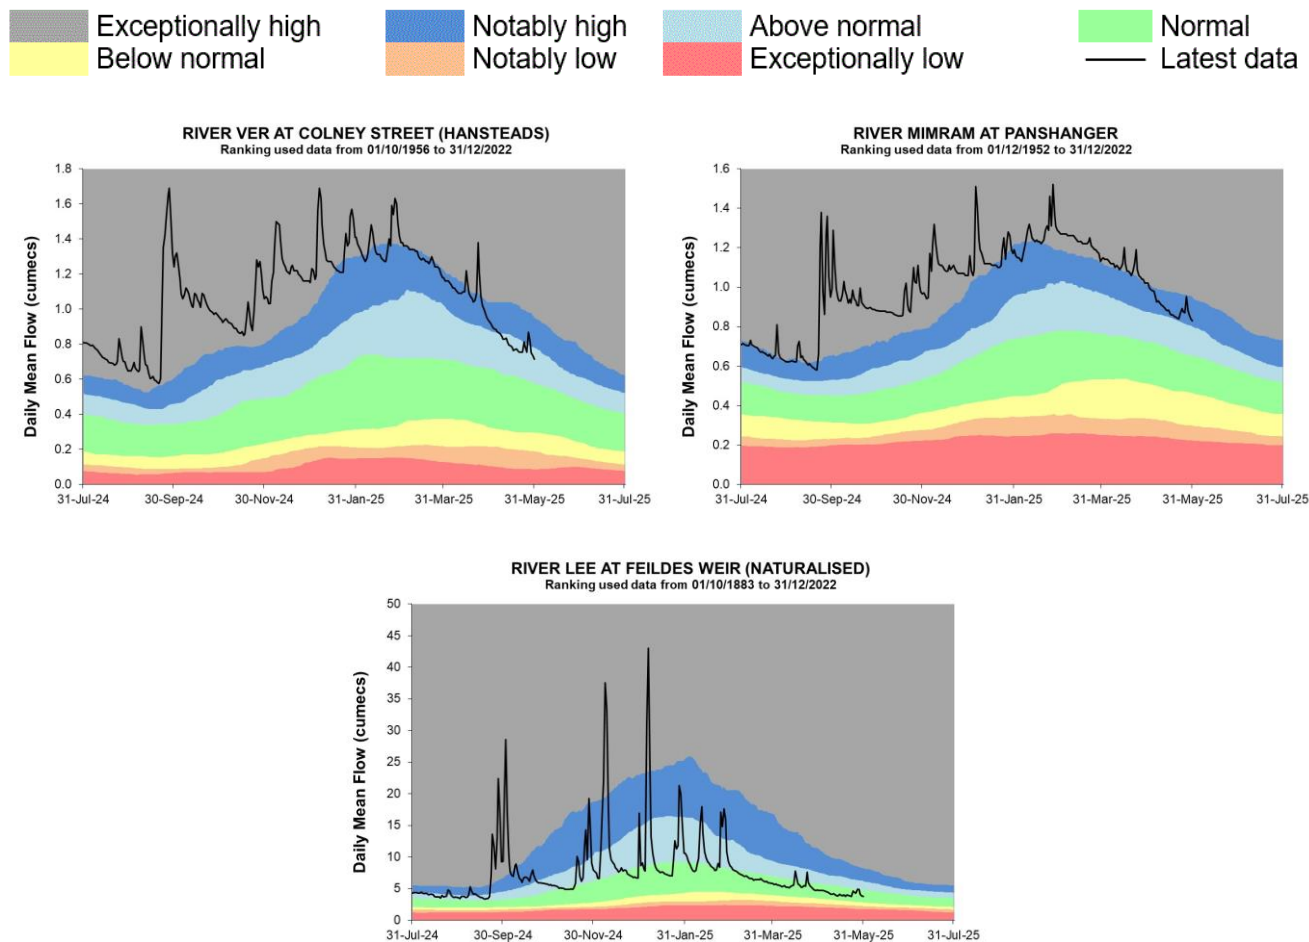 Exceptionally high Notably high Above normal Normal
Below normal Notably low Exceptionally low Latest data
RIVER VER AT COLNEY STREET (HANSTEADS)
Ranking used data from 01/10/1956 to 31/12/2022
Daily Mean Flow (cumecs)
1.8
1.6
1.4
1.2
1.0
0.8
0.6
0.4
0.2
0.0
31-Jul-24 30-Sep-24 30-Nov-24 31-Jan-25 31-Mar-25 31-May-25 31-Jul-25
RIVER MIMRAM AT PANSHANGER
Ranking used data from 01/12/1952 to 31/12/2022
Daily Mean Flow (cumecs)
1.6
1.4
1.2
1.0
0.8
0.6
0.4
0.2
0.0
31-Jul-24 30-Sep-24 30-Nov-24 31-Jan-25 31-Mar-25 31-May-25 31-Jul-25
RIVER LEE AT FEILDES WEIR (NATURALISED)
Ranking used data from 01/10/1883 to 31/12/2022
Daily Mean Flow (cumecs)
50
45
40
35
30
25
20
15
10
5
0
31-Jul-24 30-Sep-24 30-Nov-24 31-Jan-25 31-Mar-25 31-May-25 31-Jul-25